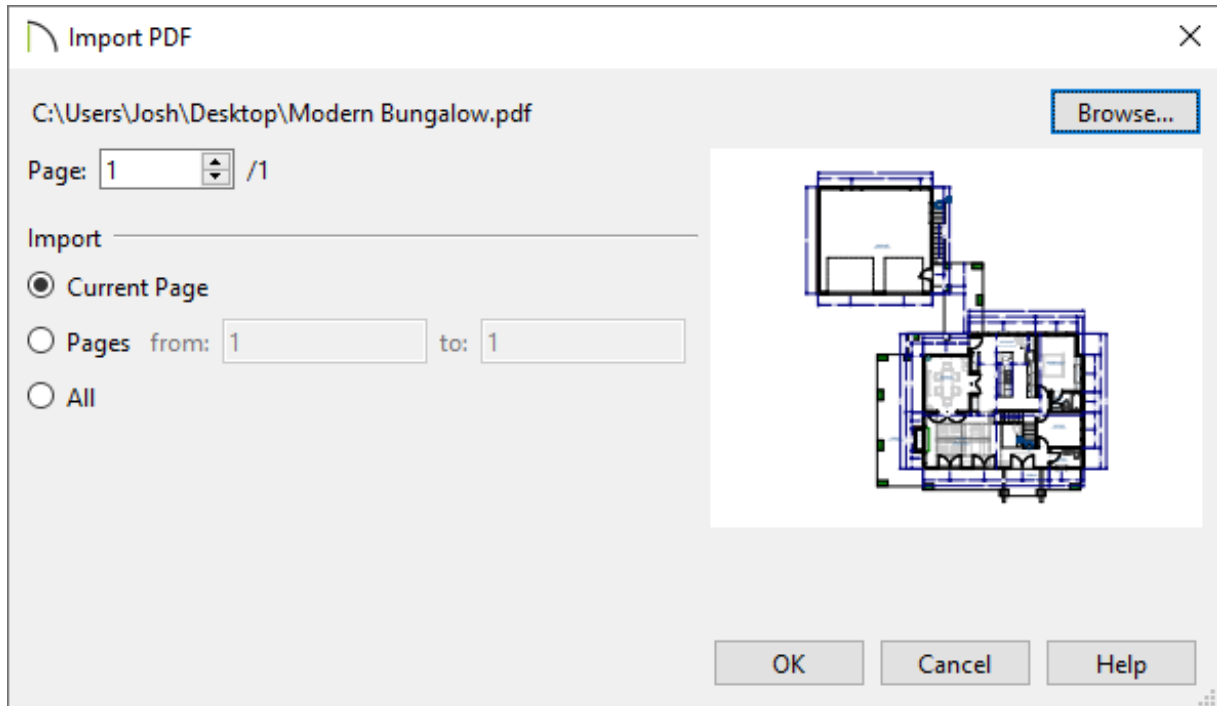 Import PDF
C:\Users\Josh\Desktop\Modern Bungalow.pdf
Browse...
Page: 1 /1
Import
Current Page
Pages from: 1 to: 1
All
OK Cancel Help